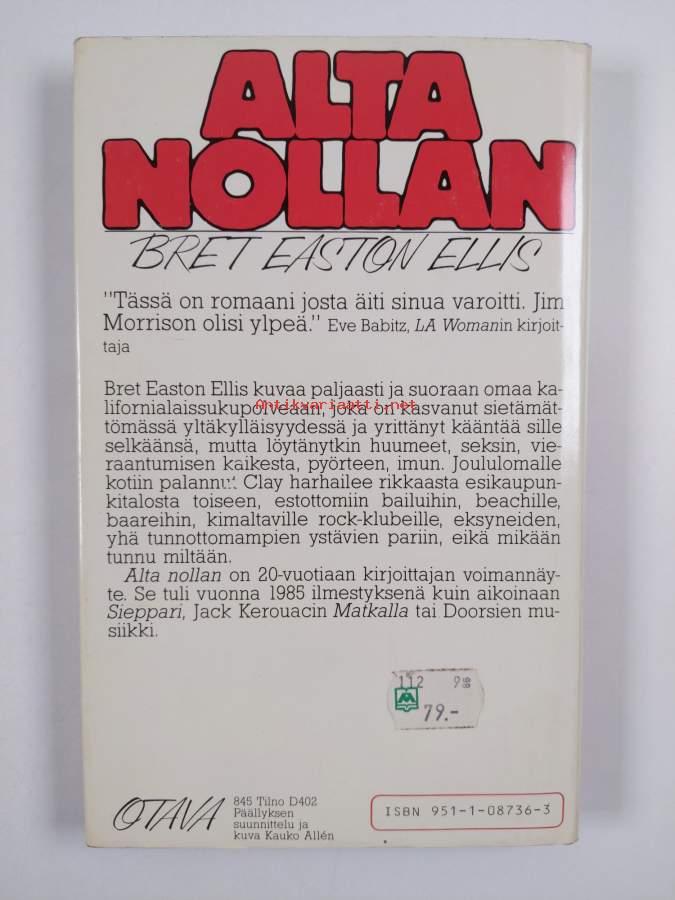 ALTA
NOLLAN
BRET EASTON ELLIS
"Tässä on romaani josta äiti sinua varoitti. Jim
Morrison olisi ylpeä." Eve Babitz, LA Womanin kirjoit-
taja
Bret Easton Ellis kuvaa paljaasti ja suoraan omaa ka-
lifornialaissukupolveaan, joka on kasvanut sietämät-
Antikvariaatti.net
tömässä yltäkylläisyydessä ja yrittänyt kääntää sille
selkäänsä, mutta löytänytkin huumeet, seksin, vie-
raantumisen kaikesta, pyörteen, imun. Joululomalle
kotiin palannut Clay harhailee rikkaasta esikaupun-
kitalosta toiseen, estottomiin bailuihin, beachille,
baareihin, kimaltaville rock-klubeille, eksyneiden,
yhä tunnottomampien ystävien pariin, eikä mikään
tunnu miltään.
Alta nollan on 20-vuotiaan kirjoittajan voimannäy-
te. Se tuli vuonna 1985 ilmestyksenä kuin aikoinaan
Sieppari, Jack Kerouacin Matkalla tai Doorsien mu-
siikki.
112 98
79.-
OTAVA
845 Tilno D402
Päällyksen
suunnittelu ja
kuva Kauko Allén
ISBN 951-1-08736-3